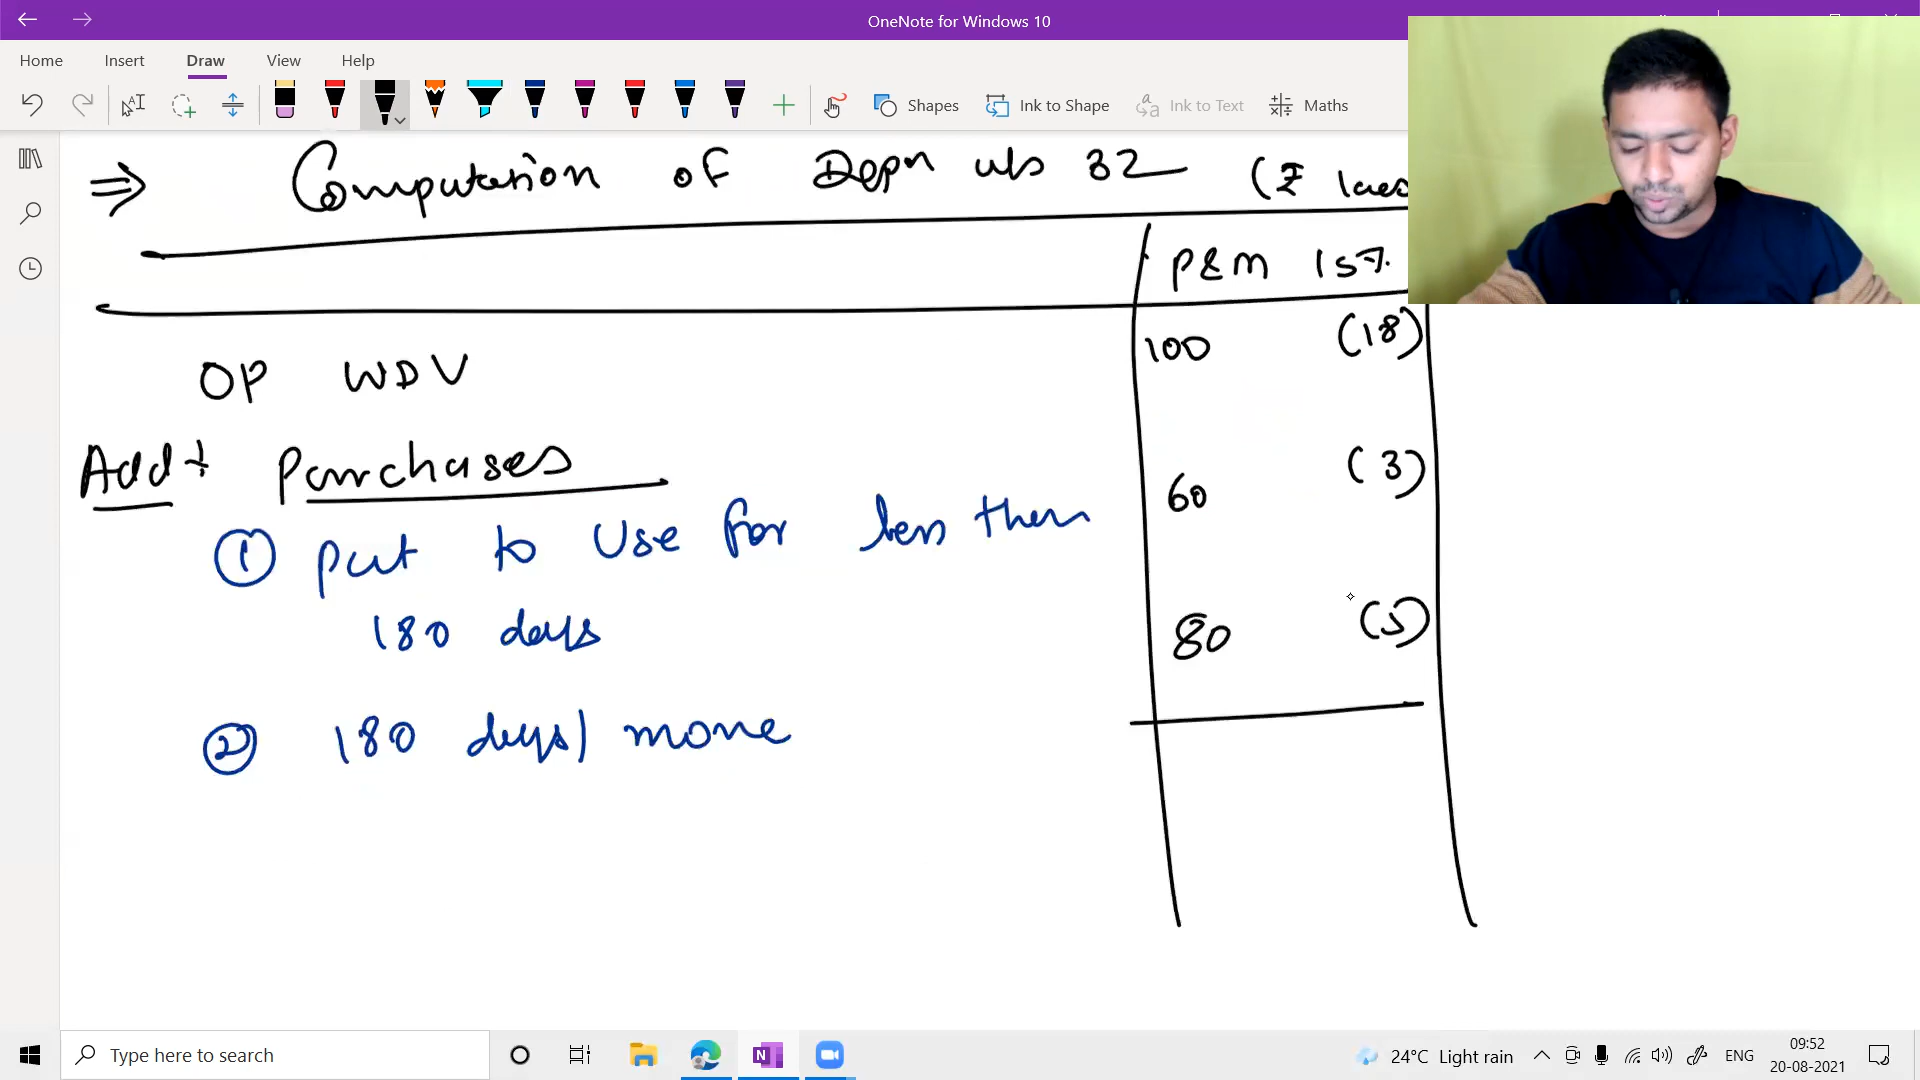 OneNote for Windows 10
Home Insert Draw View Help
Shapes Ink to Shape Ink to Text Maths
⇒ Computation of Depn u/s 32 (₹ lacs
P&M 15%
OP WDV 100 (18)
Add: Purchases
60 (3)
① put to use for less then
180 days
80 (5)
② 180 days/ more
Type here to search
24°C Light rain
ENG
09:52
20-08-2021